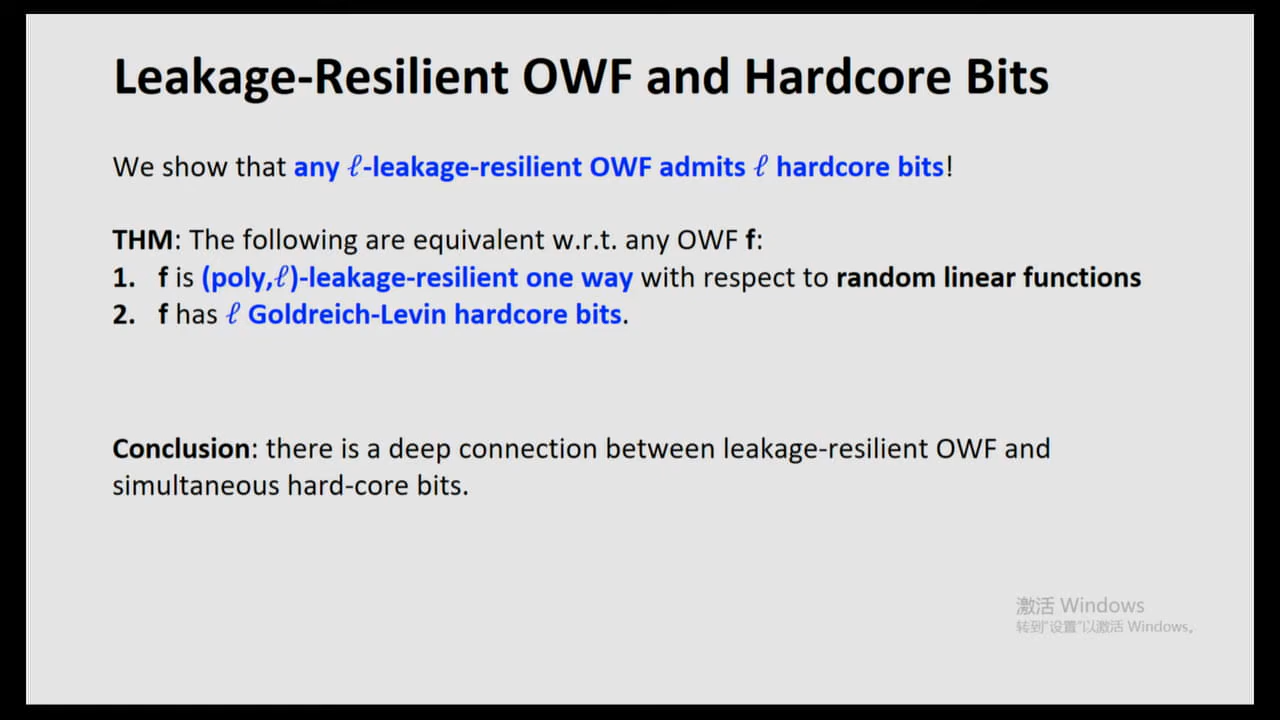 Leakage-Resilient OWF and Hardcore Bits
We show that any ℓ-leakage-resilient OWF admits ℓ hardcore bits!
THM: The following are equivalent w.r.t. any OWF f:
1. f is (poly,ℓ)-leakage-resilient one way with respect to random linear functions
2. f has ℓ Goldreich-Levin hardcore bits.
Conclusion: there is a deep connection between leakage-resilient OWF and
simultaneous hard-core bits.
激活 Windows
转到"设置"以激活 Windows。